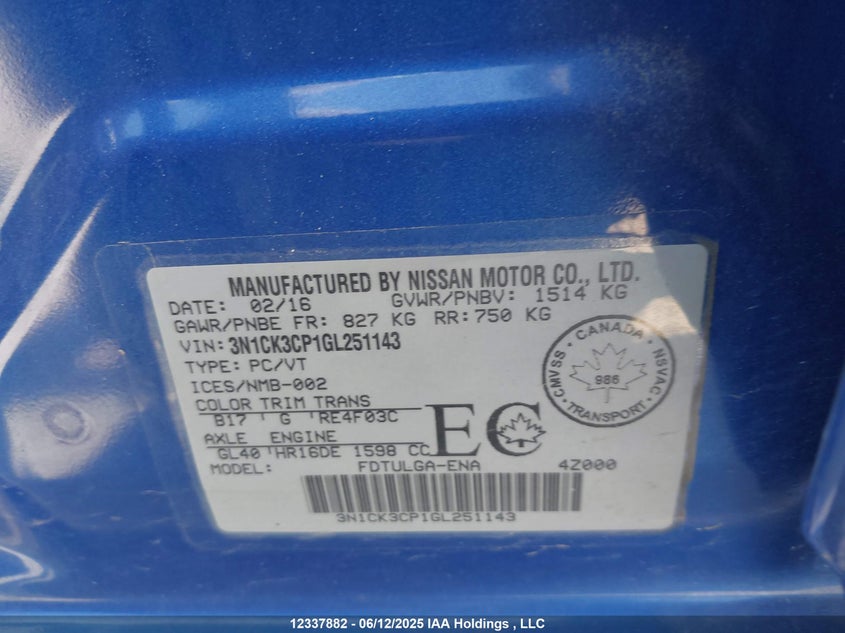 MANUFACTURED BY NISSAN MOTOR CO., LTD.
DATE: 02/16 GVWR/PNBV: 1514 KG
GAWR/PNBE FR: 827 KG RR: 750 KG
VIN: 3N1CK3CP1GL251143
TYPE: PC/VT
ICES/NMB-002
COLOR TRIM TRANS
B17 ' G 'RE4F03C
AXLE ENGINE
GL40 'HR16DE 1598 CC
MODEL: FDTULGA-ENA 4Z000
EC
CANADA
CMVSS
NSVAC
986
TRANSPORT
3N1CK3CP1GL251143
12337882 - 06/12/2025 IAA Holdings , LLC